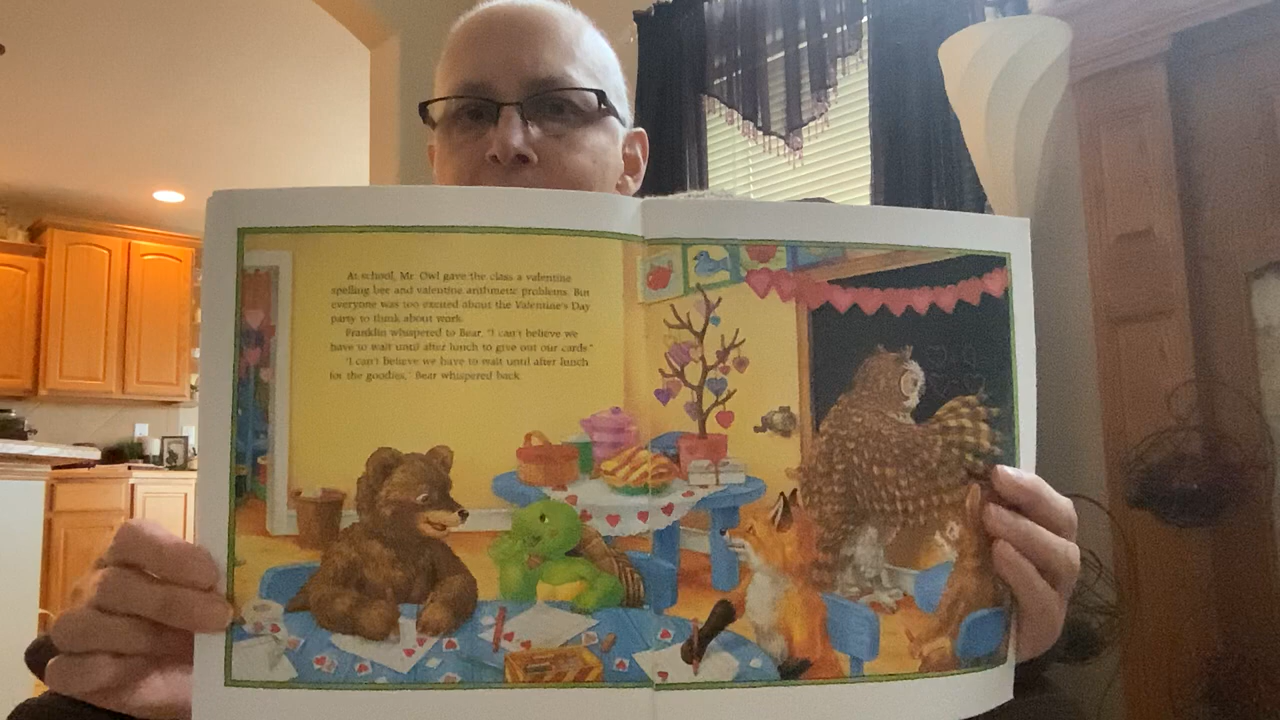 At school, Mr. Owl gave the class a valentine
spelling bee and valentine arithmetic problems. But
everyone was too excited about the Valentine's Day
party to think about work.
Franklin whispered to Bear, "I can't believe we
have to wait until after lunch to give out our cards."
"I can't believe we have to wait until after lunch
for the goodies," Bear whispered back.